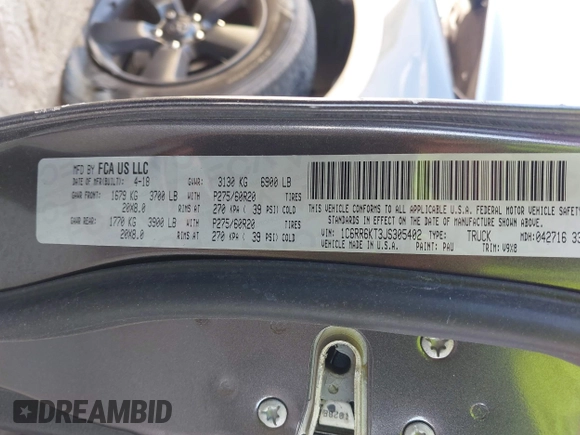 MFD BY FCA US LLC
DATE OF MFR(BUILT): 4-18 GVWR: 3130 KG 6900 LB
GAWR FRONT: 1679 KG 3700 LB WITH P275/60R20 TIRES
20X8.0 RIMS AT 270 KPA ( 39 PSI) COLD
GAWR REAR: 1770 KG 3900 LB WITH P275/60R20 TIRES
20X8.0 RIMS AT 270 KPA ( 39 PSI) COLD
THIS VEHICLE CONFORMS TO ALL APPLICABLE U.S.A. FEDERAL MOTOR VEHICLE SAFETY
STANDARDS IN EFFECT ON THE DATE OF MANUFACTURE SHOWN ABOVE.
VEHICLE MADE IN U.S.A.
VIN: 1C6RR6KT3JS305402 TYPE: TRUCK MDH: 042716 33
PAINT: PAU TRIM: V9X8
DREAMBID